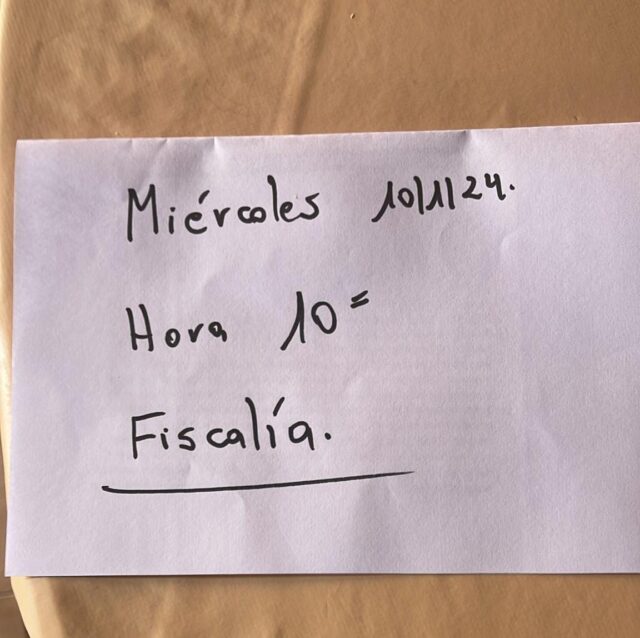 Miércoles 10/1/24.
Hora 10=
Fiscalía.